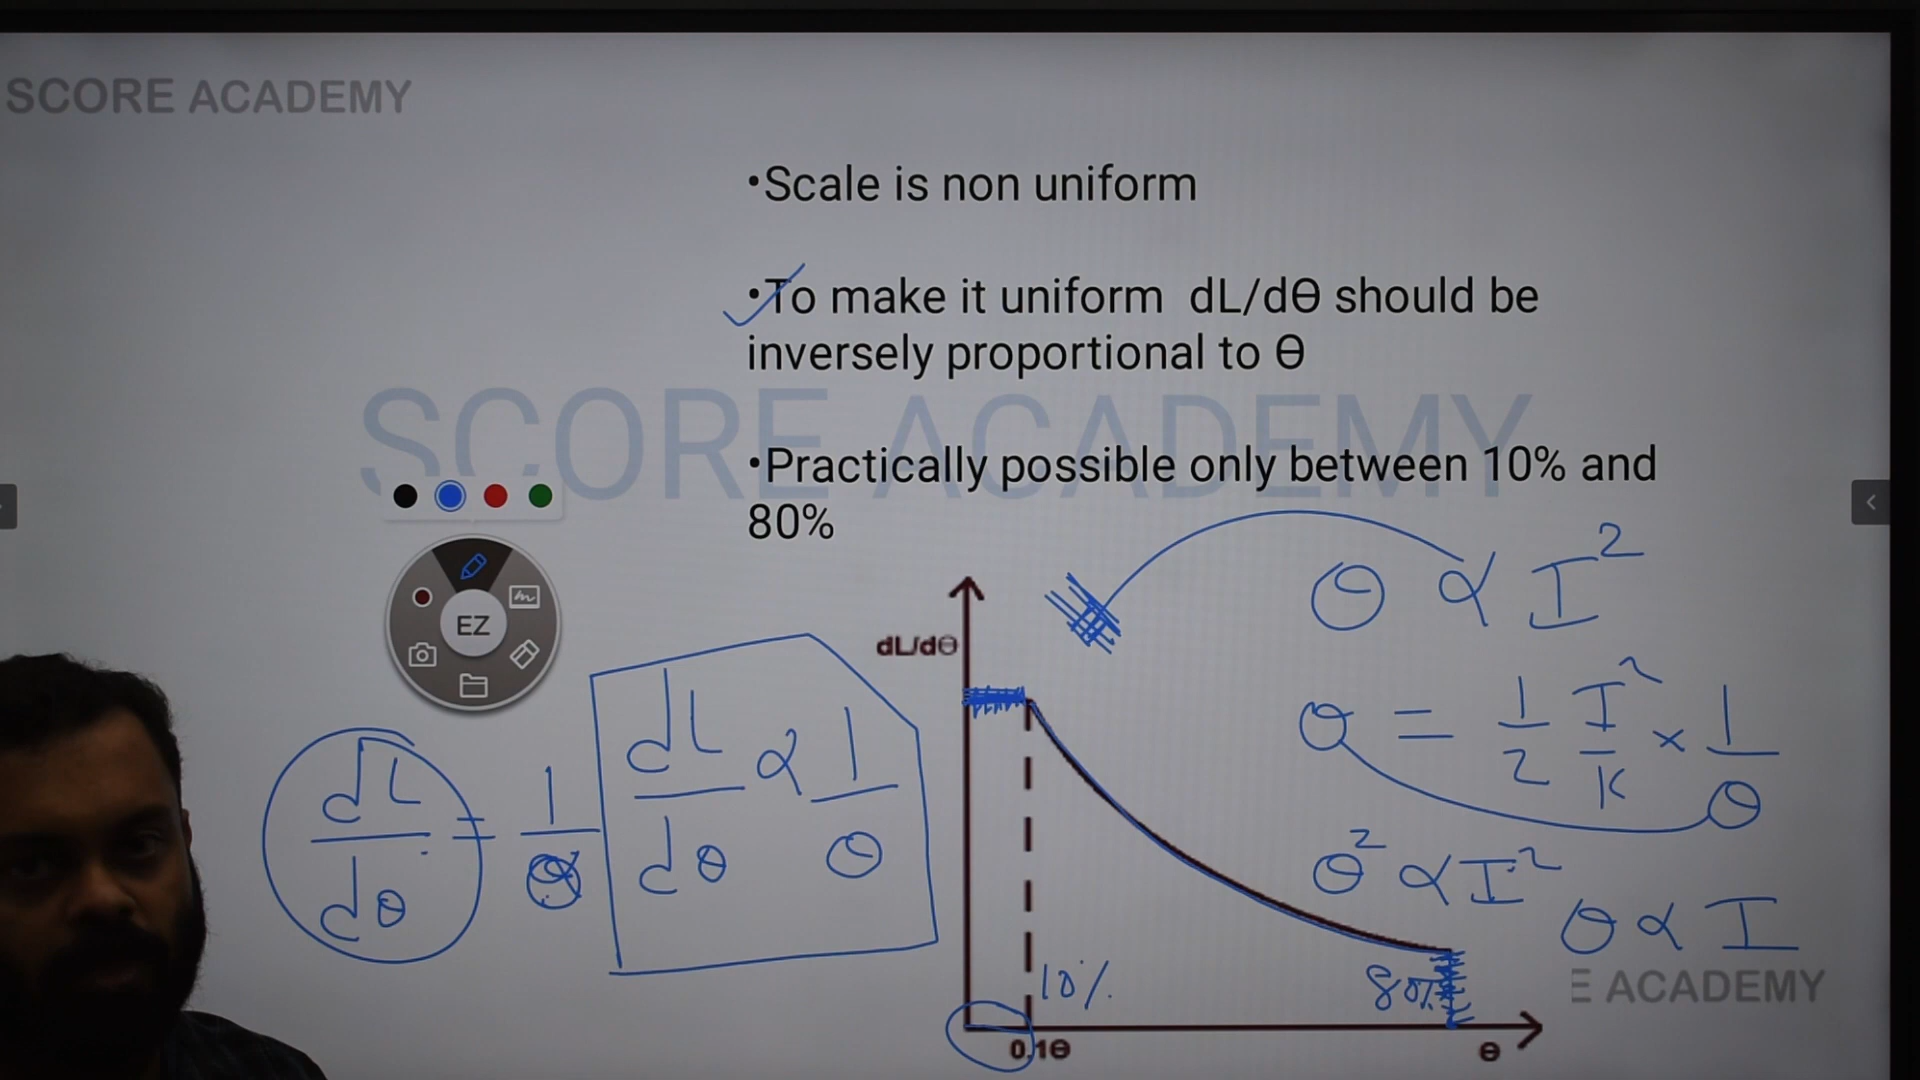 SCORE ACADEMY
•Scale is non uniform
•To make it uniform dL/dθ should be
inversely proportional to θ
SCORE ACADEMY
•Practically possible only between 10% and
80%
EZ
θ ∝ I²
dL/dθ
θ = 1/2 I²/K × 1/θ
dL/dθ = 1/θ
dL/dθ ∝ 1/θ
θ² ∝ I²
θ ∝ I
10%
80%
E ACADEMY
0.1θ
θ